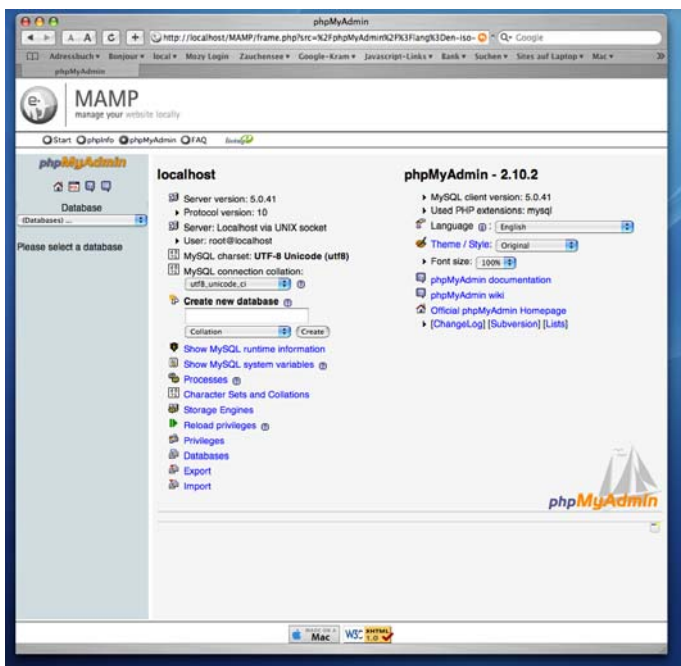 phpMyAdmin
http://localhost/MAMP/frame.php?src=%2FphpMyAdmin%2F%3Flang%3Den-iso-
Google
Adressbuch Bonjour local Mozy Login Zauchensee Google-Kram Javascript-Links Bank Suchen Sites auf Laptop Mac
phpMyAdmin
MAMP
manage your website locally
Start phpInfo phpMyAdmin FAQ
phpMyAdmin
Database
(Databases) ...
Please select a database
localhost
Server version: 5.0.41
Protocol version: 10
Server: Localhost via UNIX socket
User: root@localhost
MySQL charset: UTF-8 Unicode (utf8)
MySQL connection collation:
utf8_unicode_ci
Create new database
Collation Create
Show MySQL runtime information
Show MySQL system variables
Processes
Character Sets and Collations
Storage Engines
Reload privileges
Privileges
Databases
Export
Import
phpMyAdmin - 2.10.2
MySQL client version: 5.0.41
Used PHP extensions: mysql
Language : English
Theme / Style: Original
Font size: 100%
phpMyAdmin documentation
phpMyAdmin wiki
Official phpMyAdmin Homepage
[ChangeLog] [Subversion] [Lists]
phpMyAdmin
Mac
W3C XHTML 1.0